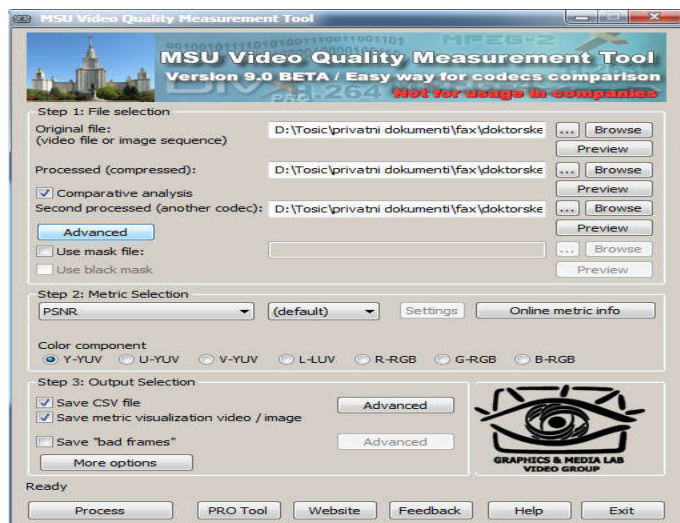 MSU Video Quality Measurement Tool
MPEG-2
MSU Video Quality Measurement Tool
Version 9.0 BETA / Easy way for codecs comparison
H.264
Not for usage in companies
Step 1: File selection
Original file: D:\Tosic\privatni dokumenti\fax\doktorske ... Browse
(video file or image sequence)
Preview
Processed (compressed): D:\Tosic\privatni dokumenti\fax\doktorske ... Browse
Comparative analysis Preview
Second processed (another codec): D:\Tosic\privatni dokumenti\fax\doktorske ... Browse
Advanced Preview
Use mask file: ... Browse
Use black mask Preview
Step 2: Metric Selection
PSNR (default) Settings Online metric info
Color component
Y-YUV U-YUV V-YUV L-LUV R-RGB G-RGB B-RGB
Step 3: Output Selection
Save CSV file Advanced
Save metric visualization video / image
Save "bad frames" Advanced
More options
GRAPHICS & MEDIA LAB
VIDEO GROUP
Ready
Process PRO Tool Website Feedback Help Exit